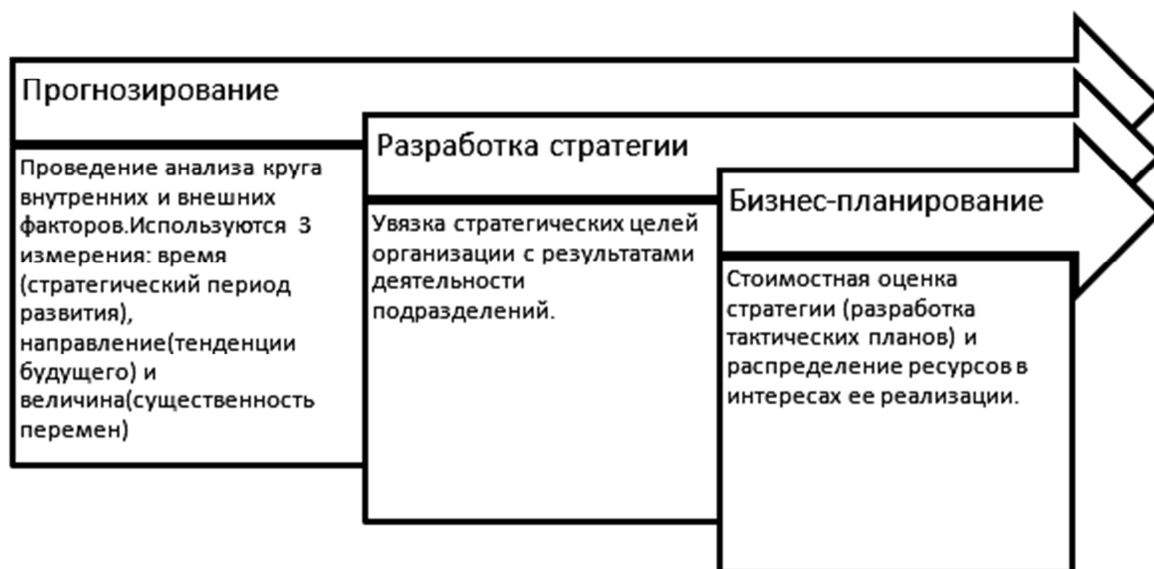 Прогнозирование
Проведение анализа круга
внутренних и внешних
факторов.Используются 3
измерения: время
(стратегический период
развития),
направление(тенденции
будущего) и
величина(существенность
перемен)
Разработка стратегии
Увязка стратегических целей
организации с результатами
деятельности
подразделений.
Бизнес-планирование
Стоимостная оценка
стратегии (разработка
тактических планов) и
распределение ресурсов в
интересах ее реализации.